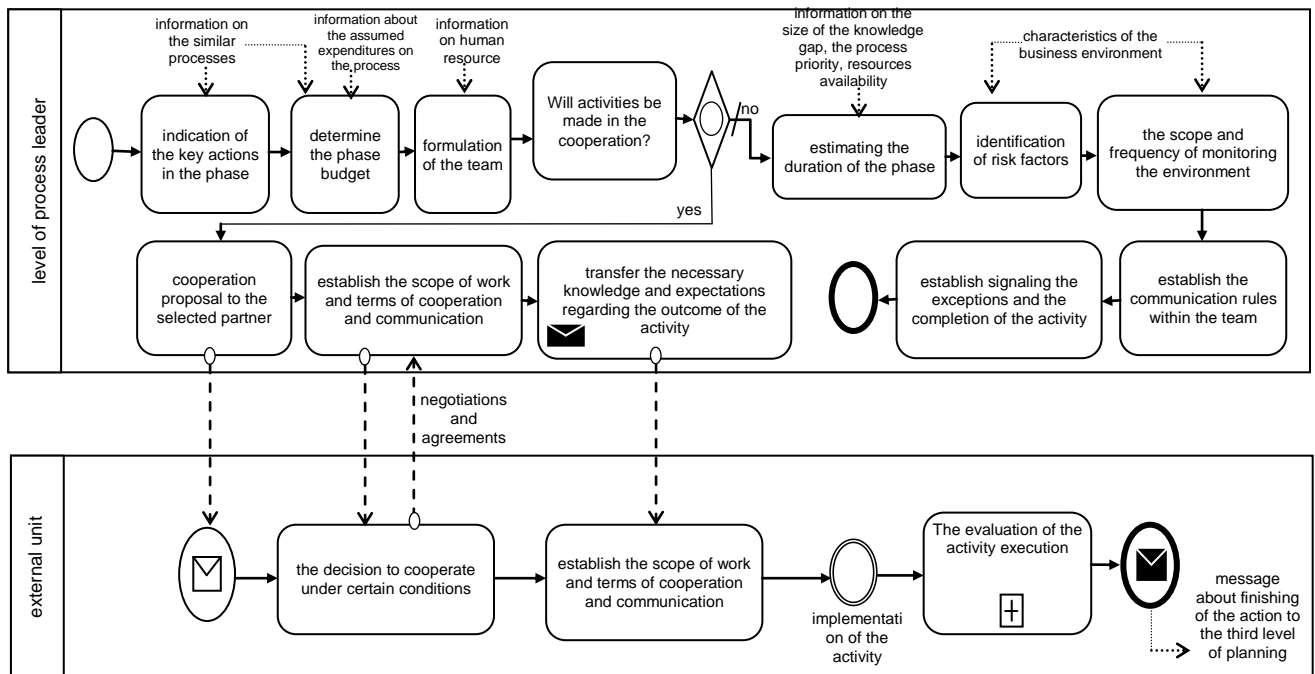 level of process leader
information on
the similar
processes
information about
the assumed
expenditures on
the process
information
on human
resource
information on the
size of the knowledge
gap, the process
priority, resources
availability
characteristics of the
business environment
indication of
the key actions
in the phase
determine
the phase
budget
formulation
of the team
Will activities be
made in the
cooperation?
no
estimating the
duration of the phase
identification
of risk factors
the scope and
frequency of monitoring
the environment
yes
cooperation
proposal to the
selected partner
establish the scope of work
and terms of cooperation
and communication
transfer the necessary
knowledge and expectations
regarding the outcome of the
activity
establish signaling the
exceptions and the
completion of the activity
establish the
communication rules
within the team
negotiations
and
agreements
external unit
the decision to cooperate
under certain conditions
establish the scope of work
and terms of cooperation
and communication
implementati
on of the
activity
The evaluation of the
activity execution
message
about finishing
of the action to
the third level
of planning